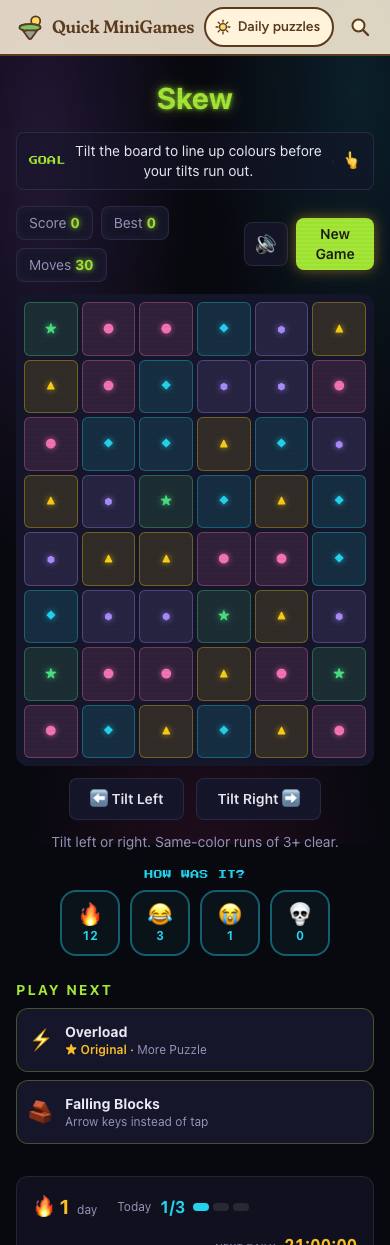 Quick MiniGames
Daily puzzles
Skew
GOAL
Tilt the board to line up colours before
your tilts run out.
Score 0
Best 0
Moves 30
New
Game
Tilt Left
Tilt Right
Tilt left or right. Same-color runs of 3+ clear.
HOW WAS IT?
12
3
1
0
PLAY NEXT
Overload
Original · More Puzzle
Falling Blocks
Arrow keys instead of tap
1 day
Today 1/3